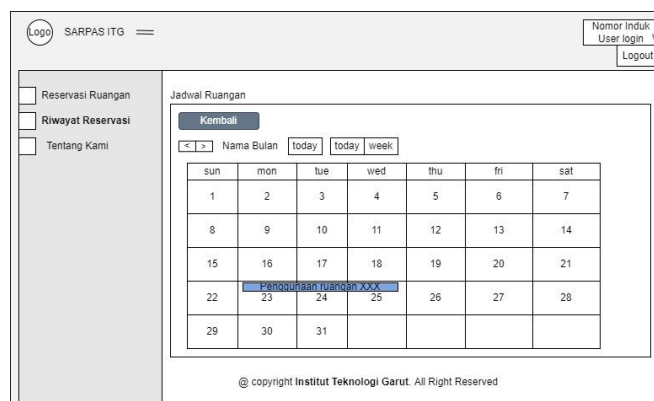 Logo SARPAS ITG
Nomor Induk
User login
Logout
Reservasi Ruangan
Riwayat Reservasi
Tentang Kami
Jadwal Ruangan
Kembali
< > Nama Bulan today today week
sun mon tue wed thu fri sat
1 2 3 4 5 6 7
8 9 10 11 12 13 14
15 16 17 18 19 20 21
Penggunaan ruangan XXX
22 23 24 25 26 27 28
29 30 31
@ copyright Institut Teknologi Garut. All Right Reserved